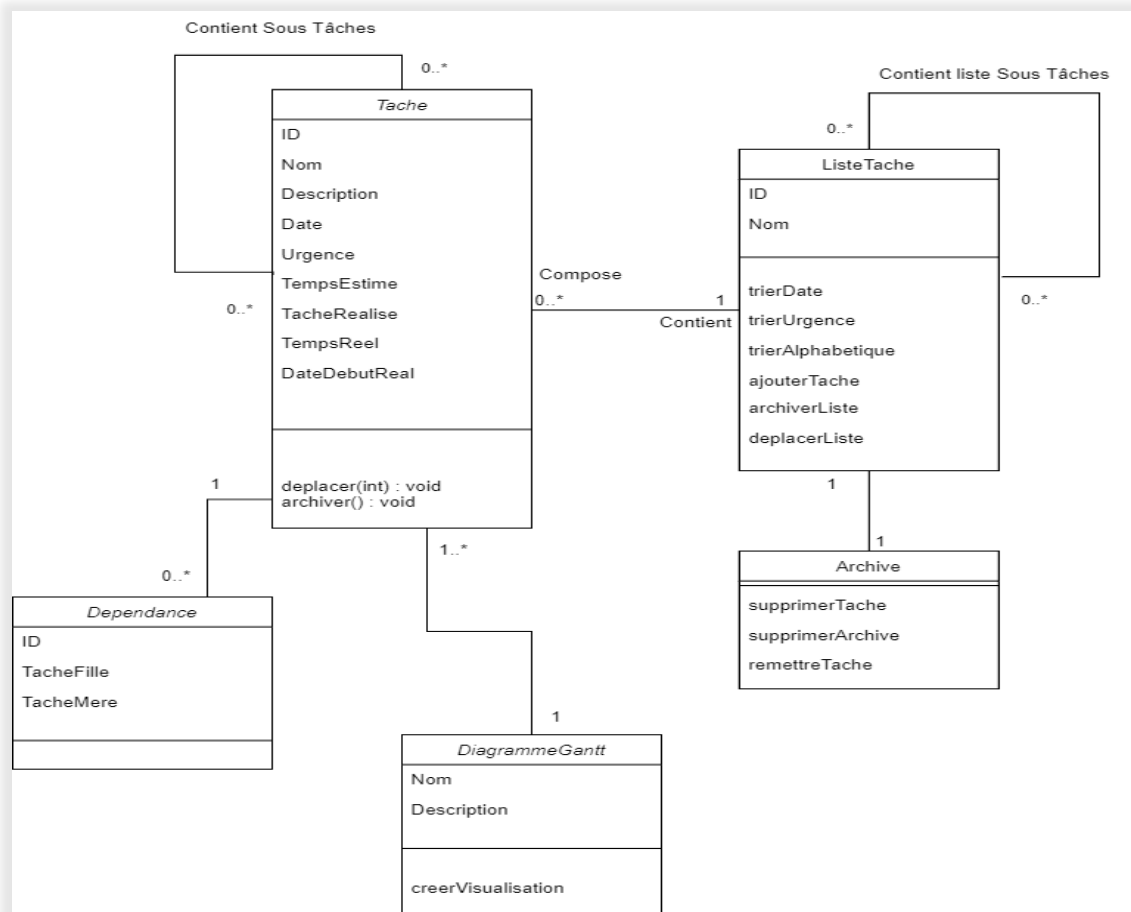 Contient Sous Tâches
0..*
Tache
ID
Nom
Description
Date
Urgence
TempsEstime
TacheRealise
TempsReel
DateDebutReal
deplacer(int) : void
archiver() : void
0..*
Compose
0..*
1
Contient
Contient liste Sous Tâches
0..*
ListeTache
ID
Nom
trierDate
trierUrgence
trierAlphabetique
ajouterTache
archiverListe
deplacerListe
0..*
1
1
Archive
supprimerTache
supprimerArchive
remettreTache
1
0..*
Dependance
ID
TacheFille
TacheMere
1..*
1
DiagrammeGantt
Nom
Description
creerVisualisation